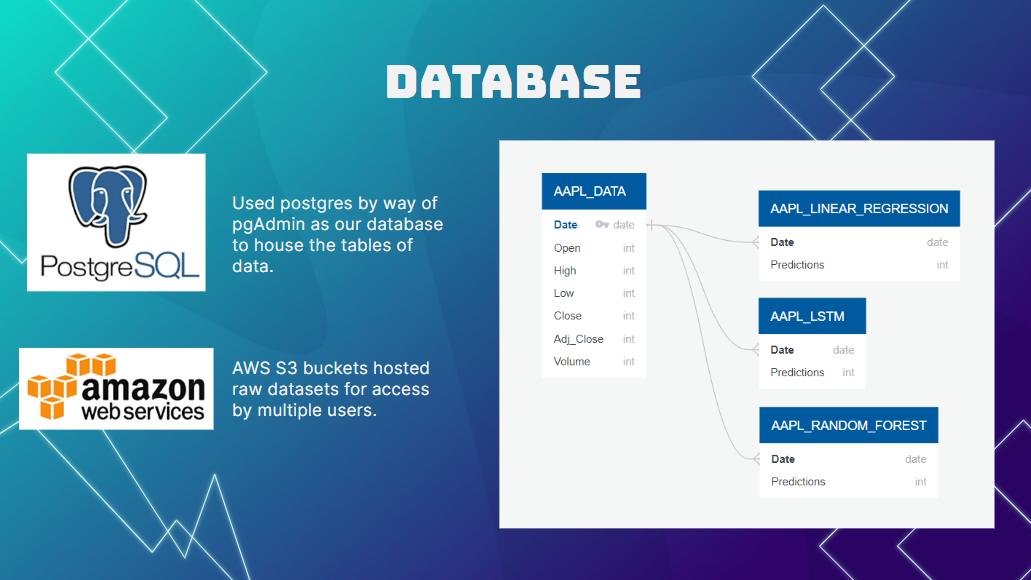 DATABASE
PostgreSQL
Used postgres by way of
pgAdmin as our database
to house the tables of
data.
amazon
web services
AWS S3 buckets hosted
raw datasets for access
by multiple users.
AAPL_DATA
Date date
Open int
High int
Low int
Close int
Adj_Close int
Volume int
AAPL_LINEAR_REGRESSION
Date date
Predictions int
AAPL_LSTM
Date date
Predictions int
AAPL_RANDOM_FOREST
Date date
Predictions int